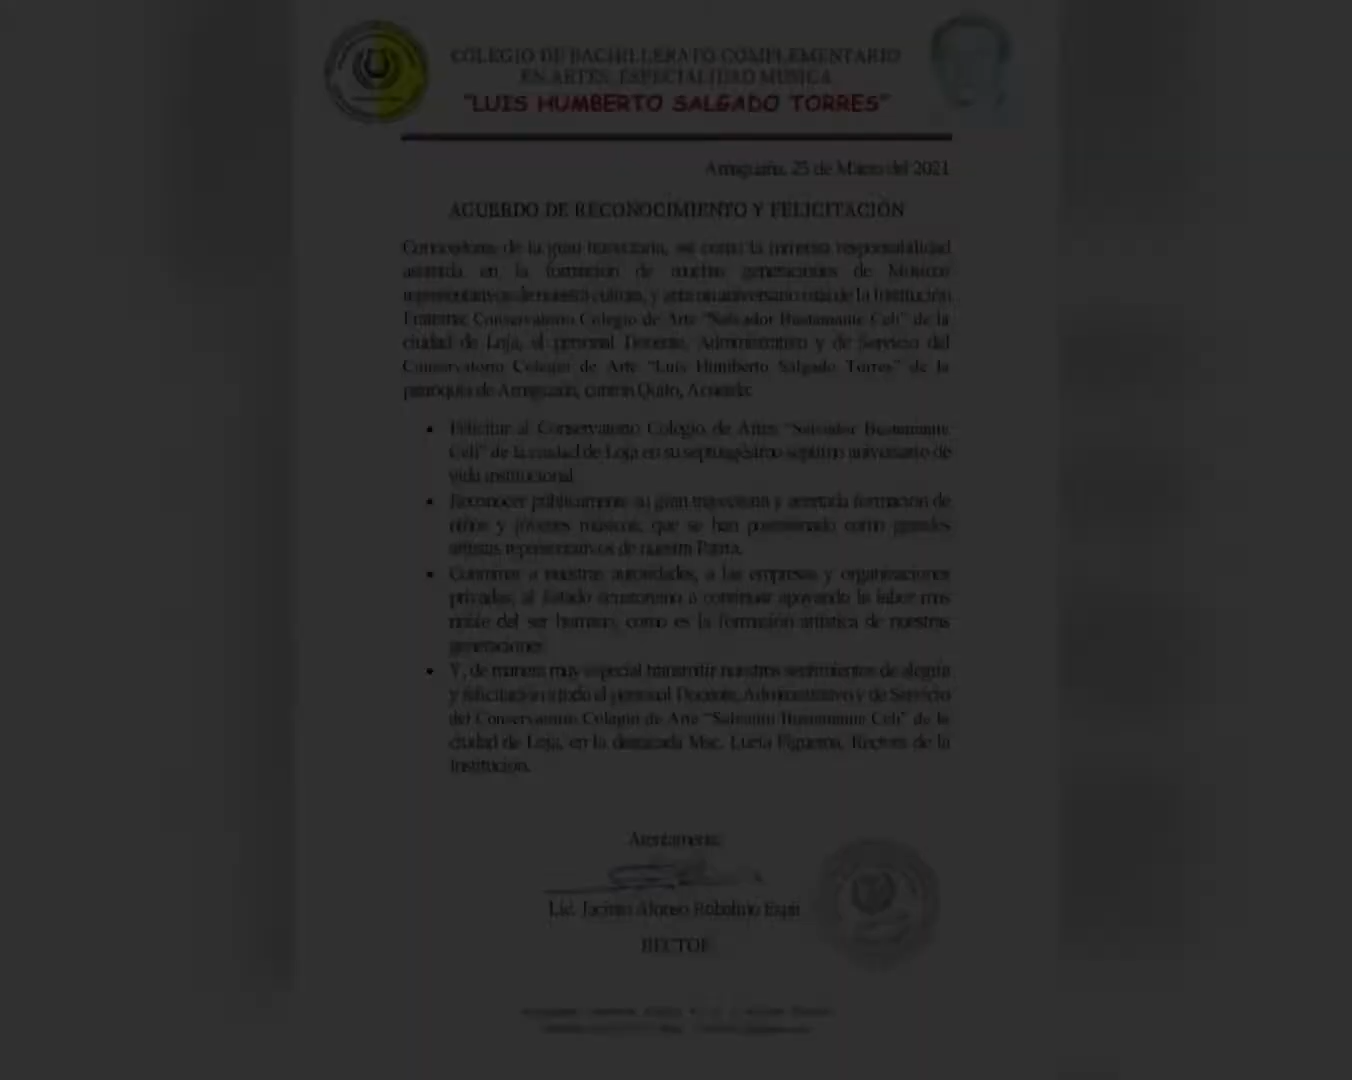 COLEGIO DE BACHILLERATO COMPLEMENTARIO
EN ARTES, ESPECIALIDAD MÚSICA
"LUIS HUMBERTO SALGADO TORRES"
Amaguaña, 25 de Marzo del 2021
ACUERDO DE RECONOCIMIENTO Y FELICITACIÓN
Conocedores de la gran trayectoria, así como la inmensa responsabilidad
asumida en la formación de muchas generaciones de Músicos
representativos de nuestra cultura, y ante un aniversario más de la Institución
Conservatorio Colegio de Arte "Salvador Bustamante Celi" de la
ciudad de Loja, el personal Docente, Administrativo y de Servicio del
Conservatorio Colegio de Arte "Luis Humberto Salgado Torres" de la
parroquia de Amaguaña, cantón Quito, Acuerda:
• Felicitar al Conservatorio Colegio de Artes "Salvador Bustamante
Celi" de la ciudad de Loja en su septuagésimo séptimo aniversario de
vida institucional.
• Reconocer públicamente su gran trayectoria y acertada formación de
niños y jóvenes músicos, que se han posesionado como grandes
artistas representativos de nuestra Patria.
• Conminar a nuestras autoridades, a las empresas y organizaciones
privadas, al Estado ecuatoriano a continuar apoyando la labor mas
noble del ser humano, como es la formación artística de nuestras
generaciones.
• Y, de manera muy especial transmitir nuestros sentimientos de alegría
y felicitación a todo el personal Docente, Administrativo y de Servicio
del Conservatorio Colegio de Arte "Salvador Bustamante Celi" de la
ciudad de Loja, en la destacada Msc. Lucía Figueroa, Rectora de la
Institución.
Atentamente.
Lic. Jacinto Alonso Robalino Espín
RECTOR